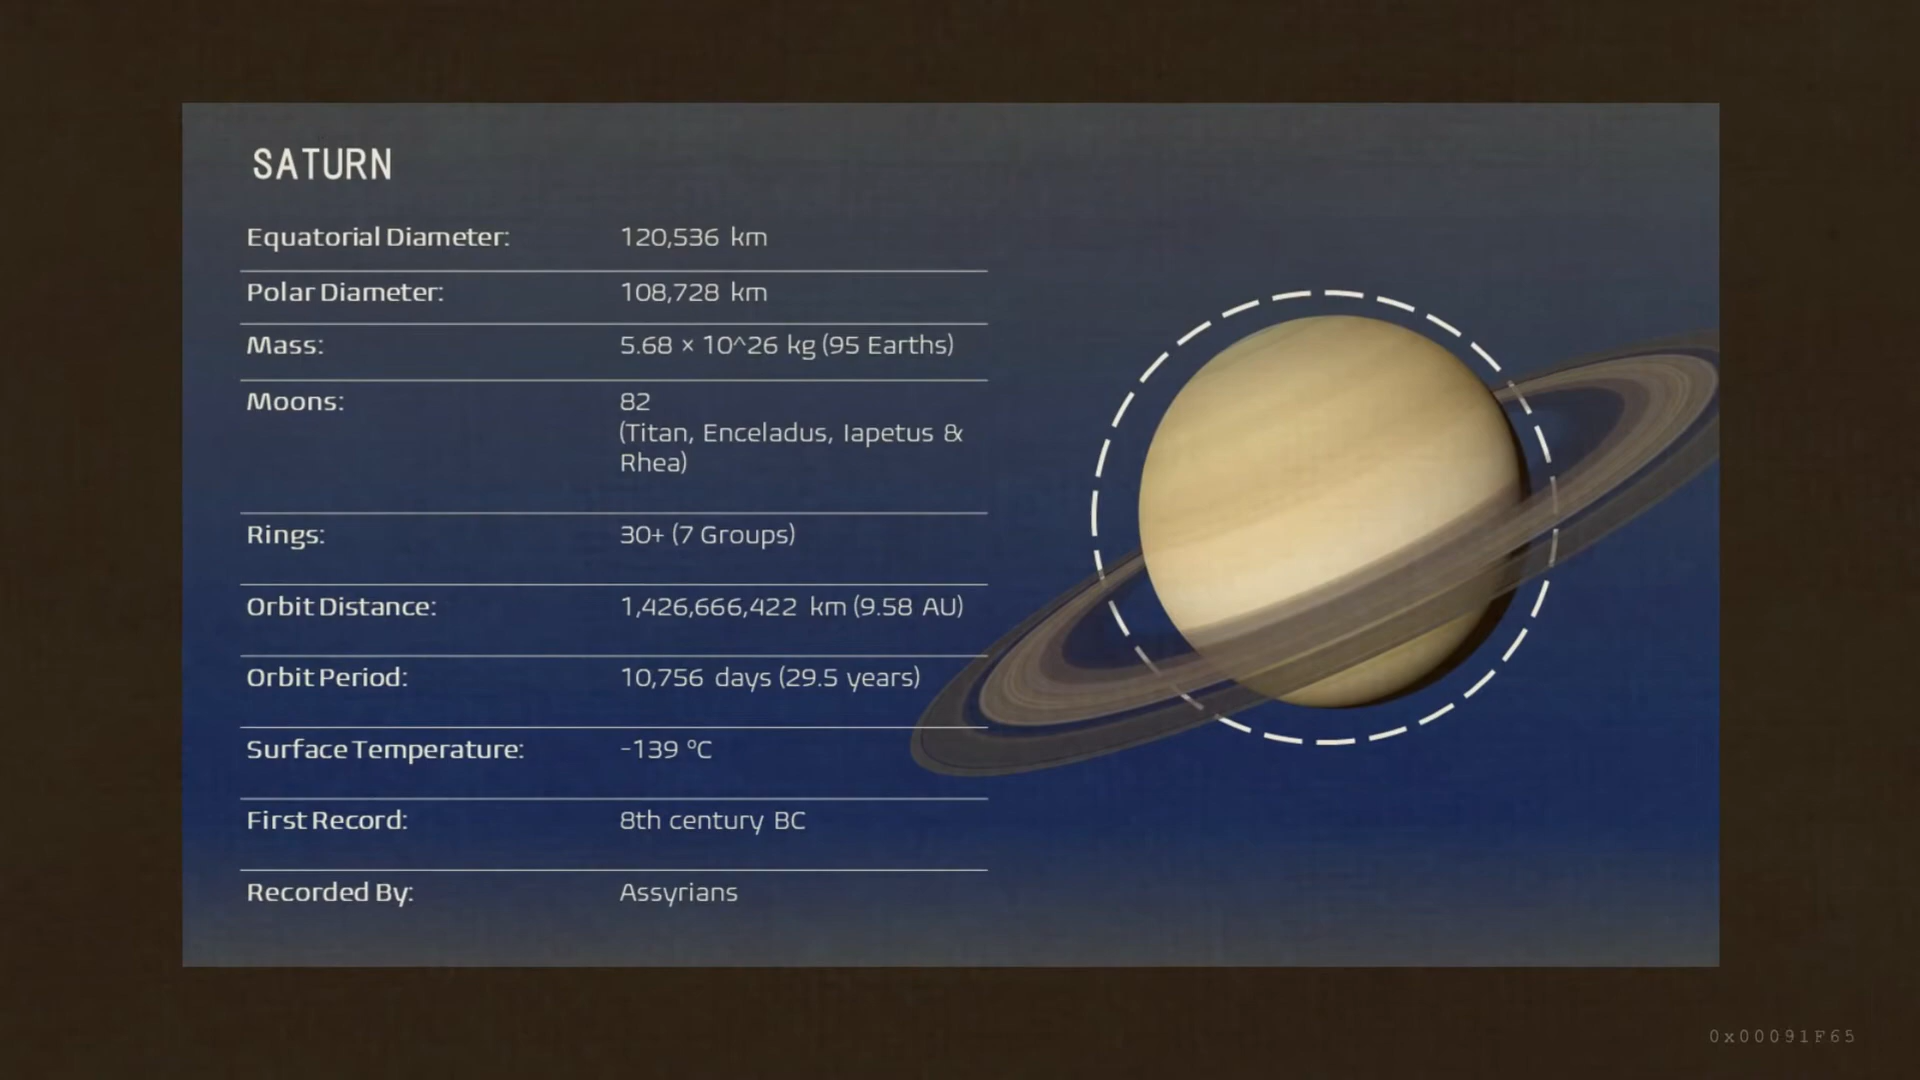 SATURN
Equatorial Diameter: 120,536 km
Polar Diameter: 108,728 km
Mass: 5.68 × 10^26 kg (95 Earths)
Moons: 82
(Titan, Enceladus, Iapetus &
Rhea)
Rings: 30+ (7 Groups)
Orbit Distance: 1,426,666,422 km (9.58 AU)
Orbit Period: 10,756 days (29.5 years)
Surface Temperature: -139 °C
First Record: 8th century BC
Recorded By: Assyrians
0x00091F65